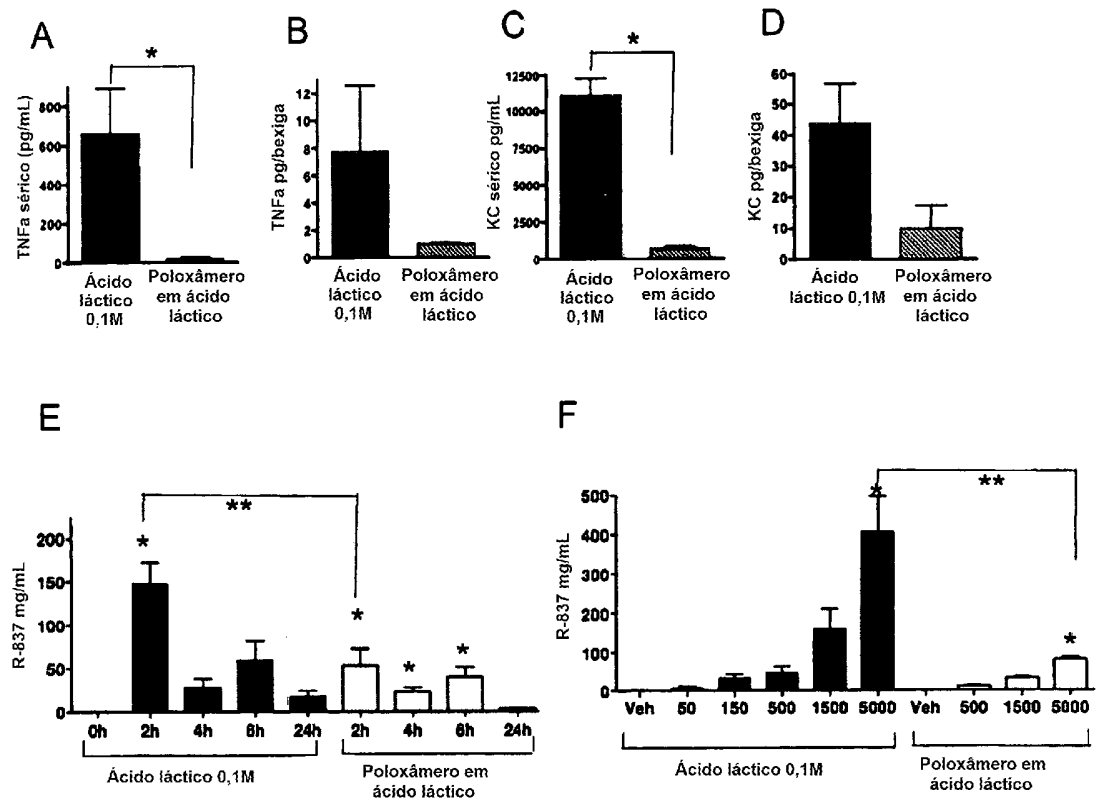 A
*
TNFa sérico (pg/mL)
800
600
400
200
0
Ácido
láctico
0,1M
Poloxâmero
em ácido
láctico
B
TNFa pg/bexiga
12
10
8
6
4
2
0
Ácido
láctico
0,1M
Poloxâmero
em ácido
láctico
C
*
KC sérico pg/mL
12500
10000
7500
5000
2500
0
Ácido
láctico
0,1M
Poloxâmero
em ácido
láctico
D
KC pg/bexiga
60
50
40
30
20
10
0
Ácido
láctico 0,1M
Poloxâmero
em ácido
láctico
E
R-837 mg/mL
200
150
100
50
0
**
*
*
*
*
0h 2h 4h 6h 24h 2h 4h 6h 24h
Ácido láctico 0,1M
Poloxâmero em
ácido láctico
F
R-837 mg/mL
500
400
300
200
100
0
*
**
*
Veh 50 150 500 1500 5000 Veh 500 1500 5000
Ácido láctico 0,1M
Poloxâmero em
ácido láctico